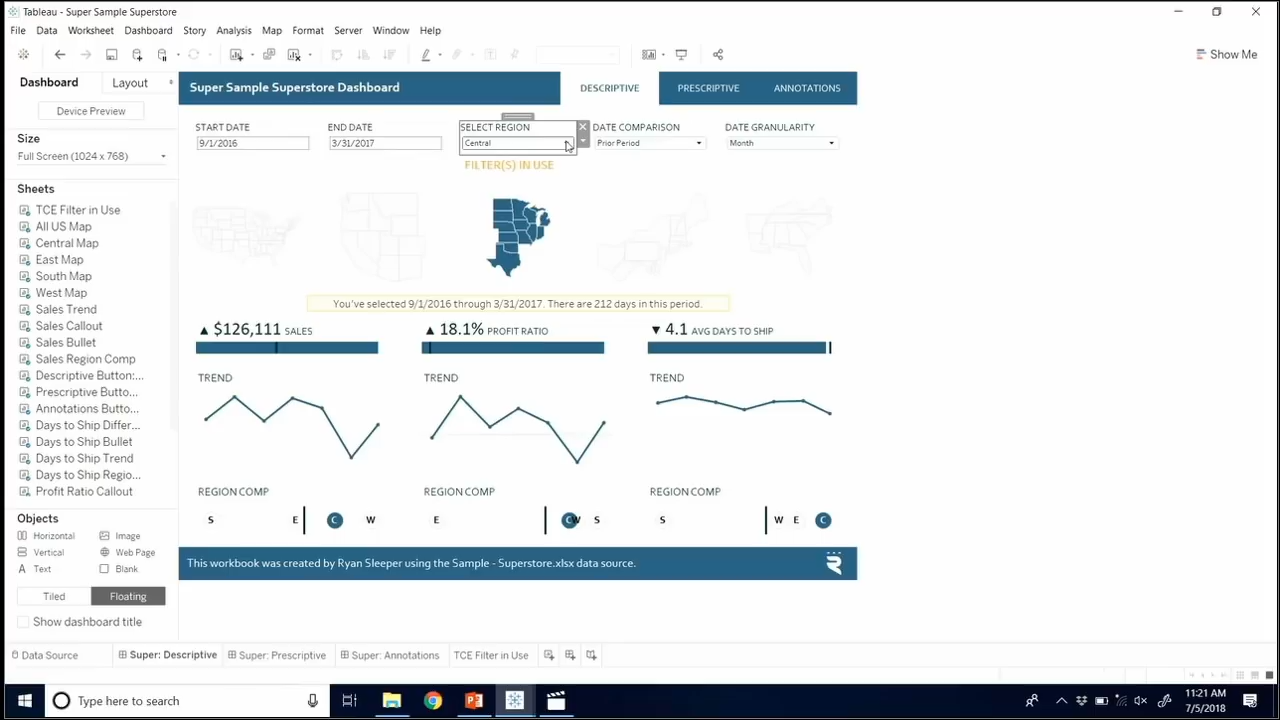 Tableau - Super Sample Superstore
File Data Worksheet Dashboard Story Analysis Map Format Server Window Help
Show Me
Dashboard Layout
Device Preview
Size
Full Screen (1024 x 768)
Sheets
TCE Filter in Use
All US Map
Central Map
East Map
South Map
West Map
Sales Trend
Sales Callout
Sales Bullet
Sales Region Comp
Descriptive Button:...
Prescriptive Butto...
Annotations Butto...
Days to Ship Differ...
Days to Ship Bullet
Days to Ship Trend
Days to Ship Regio...
Profit Ratio Callout
Objects
Horizontal Image
Vertical Web Page
A Text Blank
Tiled Floating
Show dashboard title
Super Sample Superstore Dashboard
DESCRIPTIVE PRESCRIPTIVE ANNOTATIONS
START DATE END DATE SELECT REGION DATE COMPARISON DATE GRANULARITY
9/1/2016 3/31/2017 Central Prior Period Month
FILTER(S) IN USE
You've selected 9/1/2016 through 3/31/2017. There are 212 days in this period.
▲ $126,111 SALES ▲ 18.1% PROFIT RATIO ▼ 4.1 AVG DAYS TO SHIP
TREND TREND TREND
REGION COMP REGION COMP REGION COMP
S E C W E C W S S W E C
This workbook was created by Ryan Sleeper using the Sample - Superstore.xlsx data source.
Data Source Super: Descriptive Super: Prescriptive Super: Annotations TCE Filter in Use
Type here to search
11:21 AM
7/5/2018